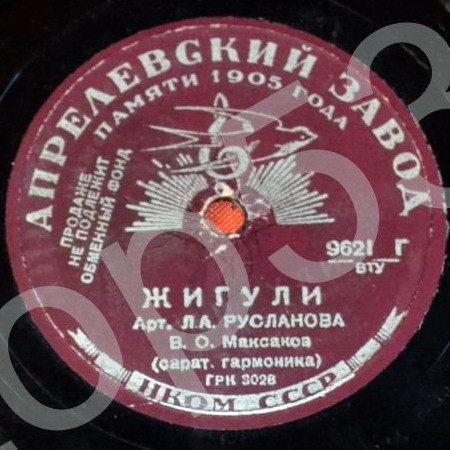 АПРЕЛЕВСКИЙ ЗАВОД
ПАМЯТИ 1905 ГОДА
ПРОДАЖЕ
НЕ ПОДЛЕЖИТ
ОБМЕННЫЙ ФОНД
9621 Г
ВТУ
ЖИГУЛИ
Арт. Л.А. РУСЛАНОВА
В. О. Максаков
(сарат. гармоника)
ГРК 3028
НКОМ СССР